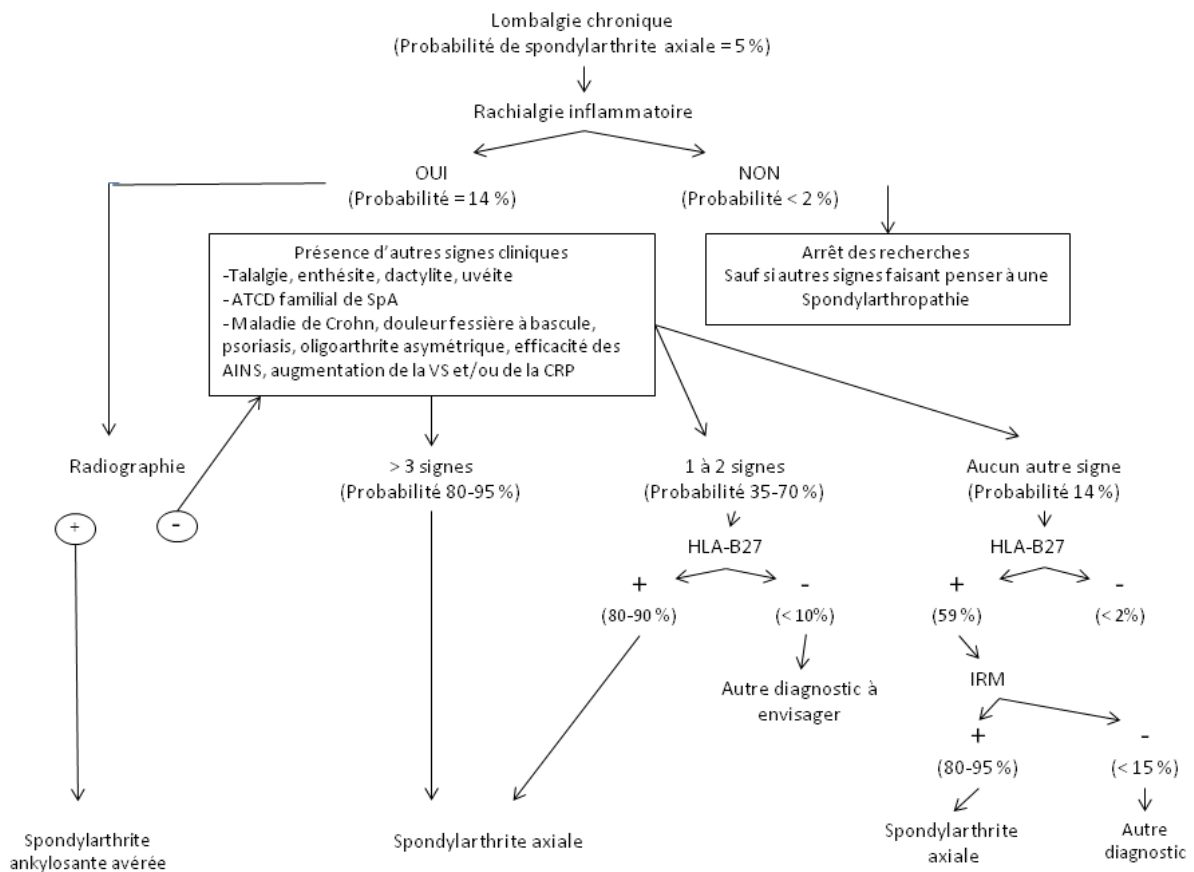 Lombalgie chronique
(Probabilité de spondylarthrite axiale = 5 %)
Rachialgie inflammatoire
OUI
(Probabilité = 14 %)
NON
(Probabilité < 2 %)
Présence d'autres signes cliniques
-Talalgie, enthésite, dactylite, uvéite
-ATCD familial de SpA
-Maladie de Crohn, douleur fessière à bascule,
psoriasis, oligoarthrite asymétrique, efficacité des
AINS, augmentation de la VS et/ou de la CRP
Arrêt des recherches
Sauf si autres signes faisant penser à une
Spondylarthropathie
Radiographie
+
-
> 3 signes
(Probabilité 80-95 %)
1 à 2 signes
(Probabilité 35-70 %)
Aucun autre signe
(Probabilité 14 %)
HLA-B27
+
(80-90 %)
-
(< 10%)
Autre diagnostic à
envisager
HLA-B27
+
(59 %)
-
(< 2%)
IRM
+
(80-95 %)
-
(< 15 %)
Spondylarthrite
ankylosante avérée
Spondylarthrite axiale
Spondylarthrite
axiale
Autre
diagnostic